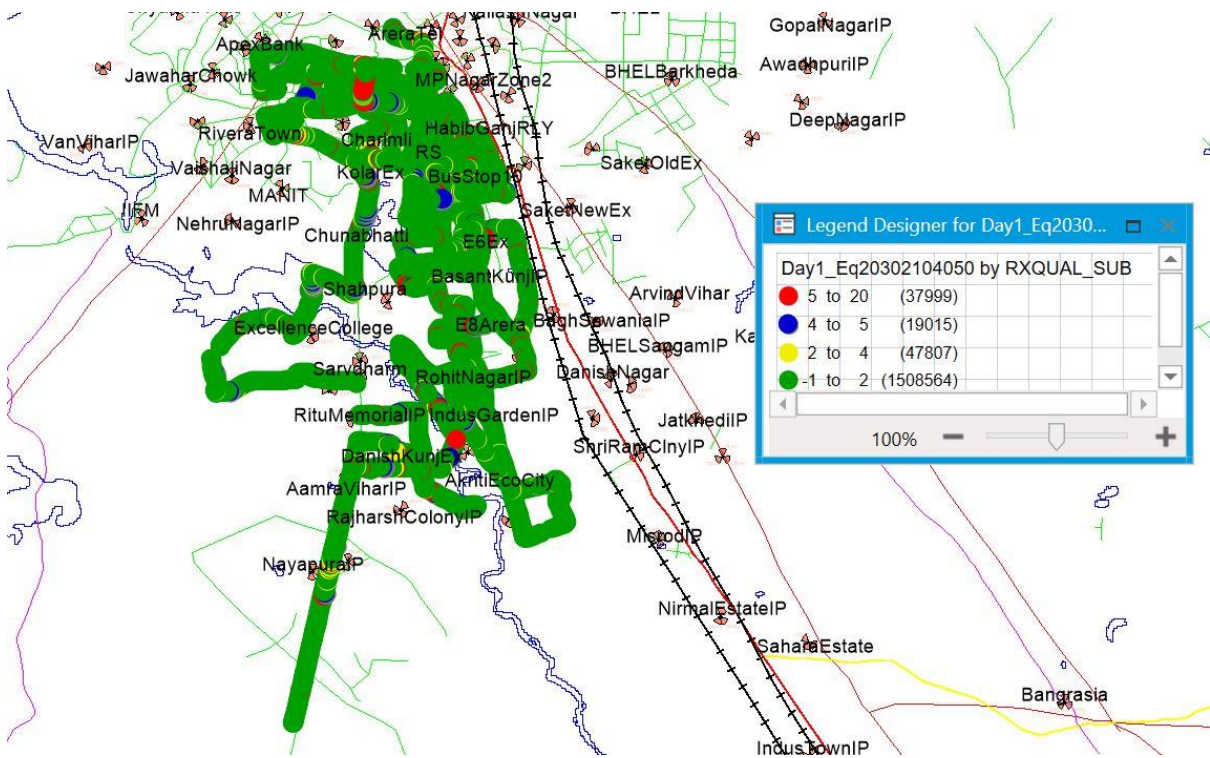 GopalNagarIP
AreraTel
ApexBank
JawaharChowk
MPNagarZone2
BHELBarkheda
AwadhpuriIP
DeepNagarIP
VanViharIP
RiveraTown
Charimli
HabibGanjRLY
RS
KolarEx
BusStop10
SaketOldEx
VaishaliNagar
MANIT
IIFM
NehruNagarIP
SaketNewEx
Chunabhatti
E6Ex
BasantKunjIP
Shahpura
ArvindVihar
ExcellenceCollege
E8Arera
BaghSewaniaIP
BHELSangamIP
Ka
Sarvdharm
RohitNagarIP
DanishNagar
RituMemorialIP
IndusGardenIP
JatkhediIP
ShriRamClnyIP
DanishKunjEx
AamraViharIP
AkritiEcoCity
RajharshColonyIP
MisrodIP
NayapuraIP
NirmalEstateIP
SaharaEstate
Bangrasia
IndusTownIP
Legend Designer for Day1_Eq2030...
Day1_Eq20302104050 by RXQUAL_SUB
5 to 20 (37999)
4 to 5 (19015)
2 to 4 (47807)
-1 to 2 (1508564)
100%